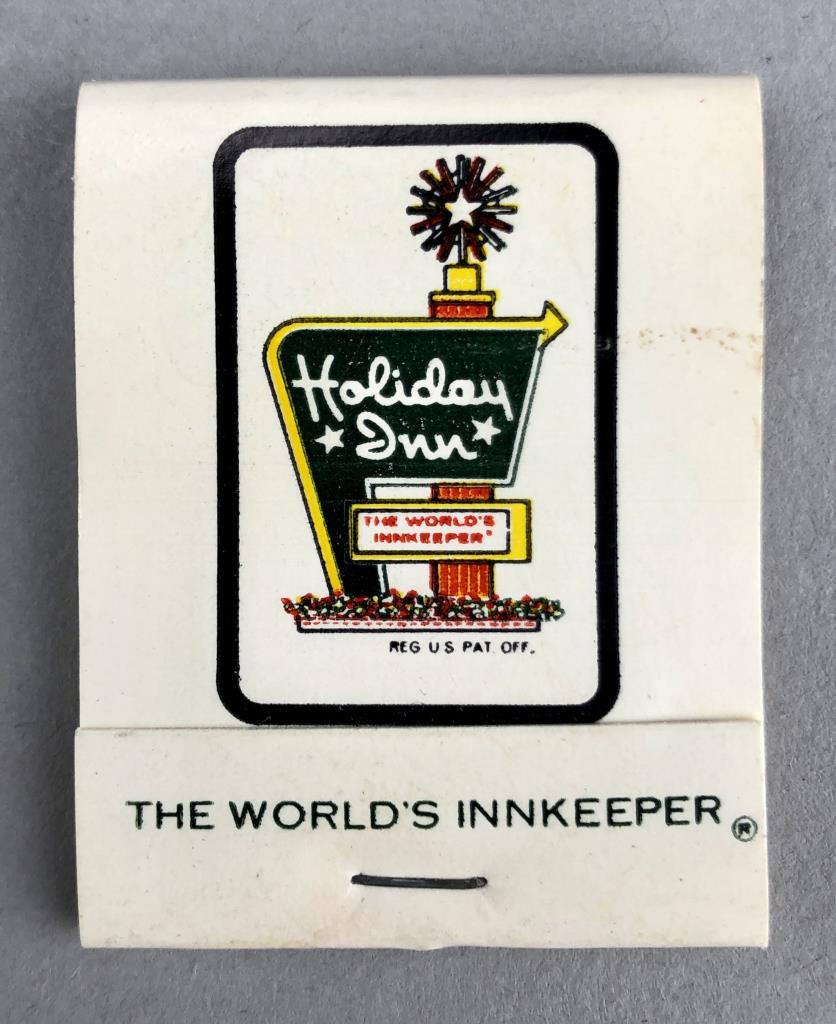 Holiday
Inn
THE WORLD'S
INNKEEPER®
REG U S PAT. OFF.
THE WORLD'S INNKEEPER®